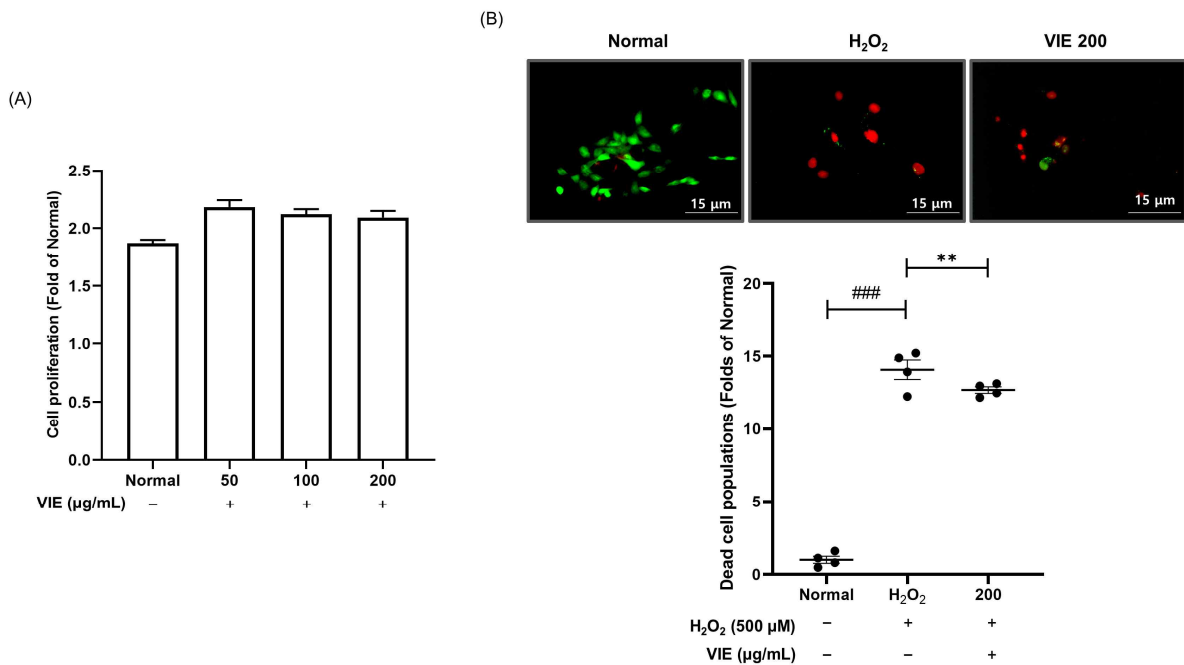 (A)
Cell proliferation (Fold of Normal)
2.5
2.0
1.5
1.0
0.5
0.0
Normal 50 100 200
VIE (μg/mL) − + + +
(B)
Normal H₂O₂ VIE 200
15 μm 15 μm 15 μm
Dead cell populations (Folds of Normal)
20
15
10
5
0
###
**
Normal H₂O₂ 200
H₂O₂ (500 μM) − + +
VIE (μg/mL) − − +